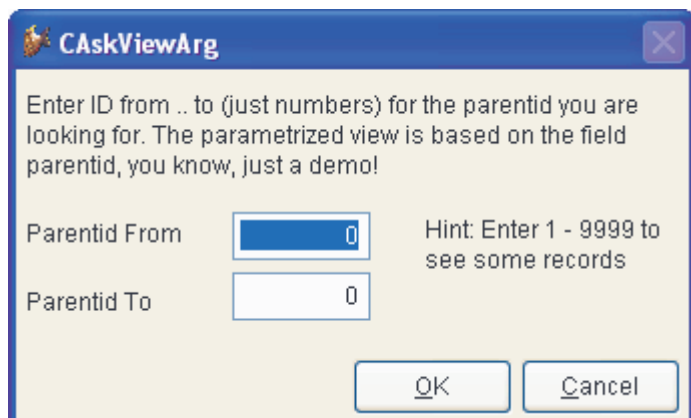 CAskViewArg
Enter ID from .. to (just numbers) for the parentid you are
looking for. The parametrized view is based on the field
parentid, you know, just a demo!
Parentid From
0
Hint: Enter 1 - 9999 to
see some records
Parentid To
0
OK
Cancel